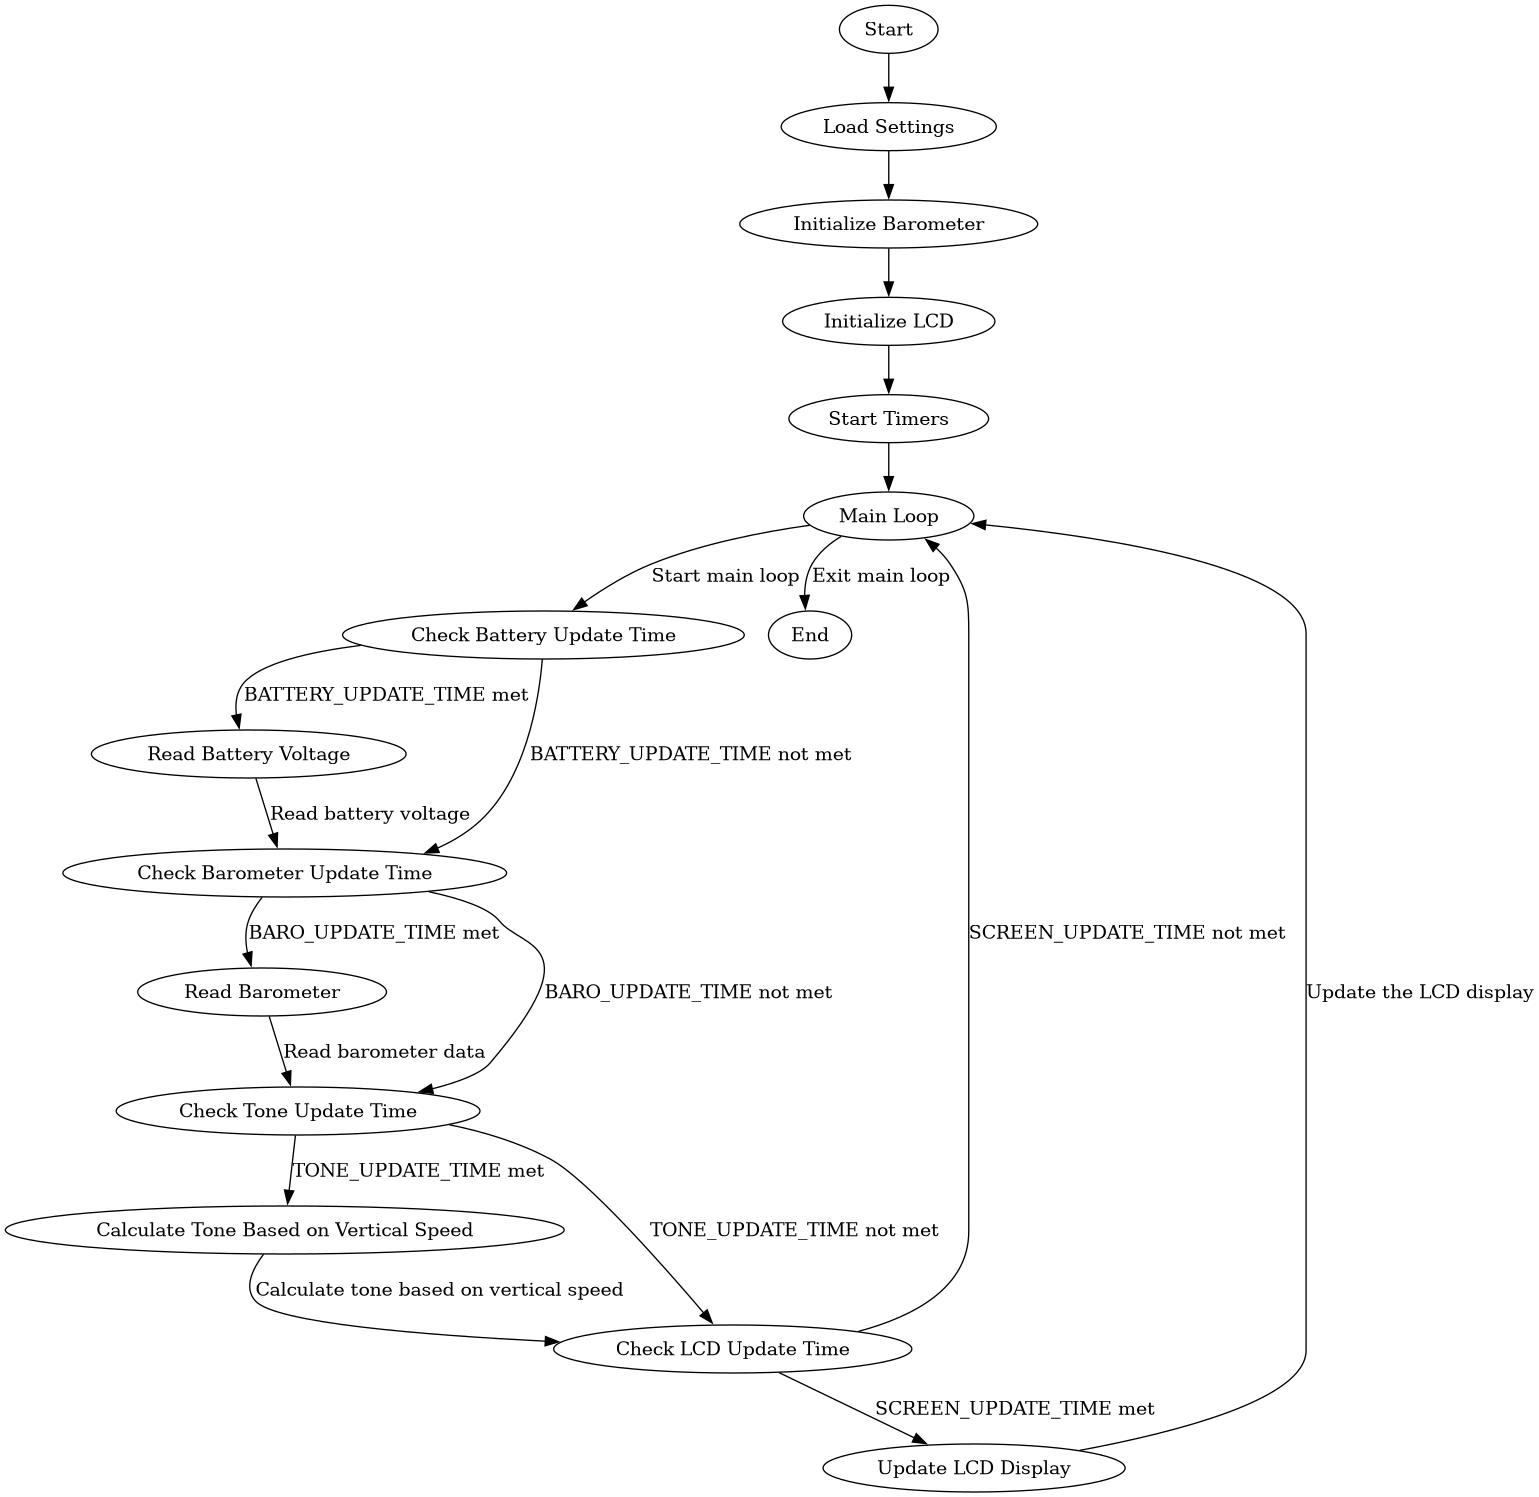 Start
Load Settings
Initialize Barometer
Initialize LCD
Start Timers
Main Loop
Start main loop
Exit main loop
Check Battery Update Time
End
BATTERY_UPDATE_TIME met
Read Battery Voltage
BATTERY_UPDATE_TIME not met
Read battery voltage
Check Barometer Update Time
BARO_UPDATE_TIME met
SCREEN_UPDATE_TIME not met
Read Barometer
BARO_UPDATE_TIME not met
Update the LCD display
Read barometer data
Check Tone Update Time
TONE_UPDATE_TIME met
Calculate Tone Based on Vertical Speed
TONE_UPDATE_TIME not met
Calculate tone based on vertical speed
Check LCD Update Time
SCREEN_UPDATE_TIME met
Update LCD Display